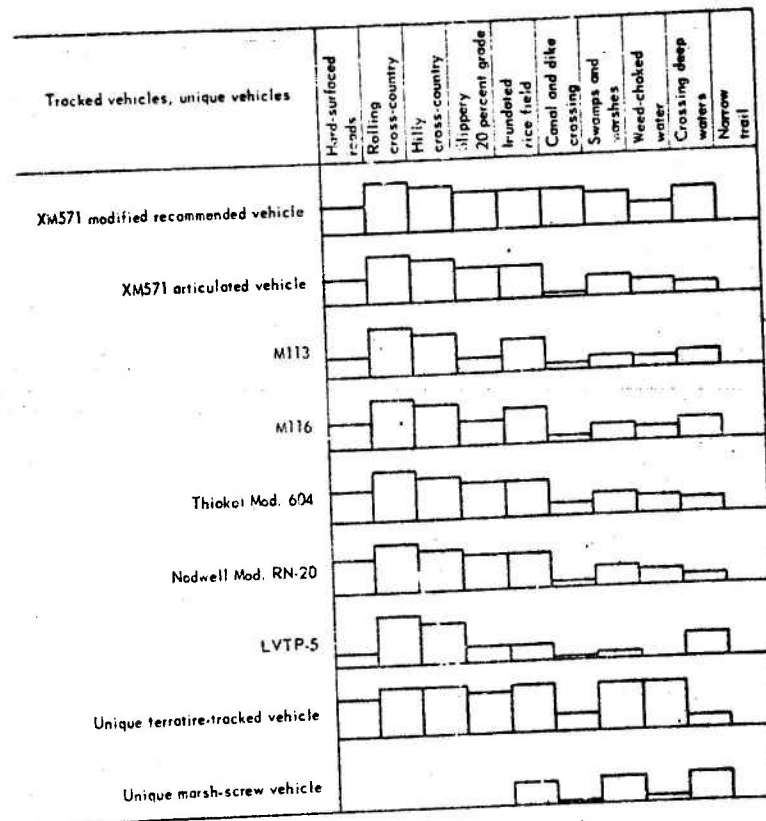 Tracked vehicles, unique vehicles
Hard-surfaced
roads
Rolling
cross-country
Hilly
cross-country
Slippery
20 percent grade
Inundated
rice field
Canal and dike
crossing
Swamps and
marshes
Weed-choked
water
Crossing deep
waters
Narrow
trail
XM571 modified recommended vehicle
XM571 articulated vehicle
M113
M116
Thiokol Mod. 604
Nodwell Mod. RN-20
LVTP-5
Unique terratire-tracked vehicle
Unique marsh-screw vehicle